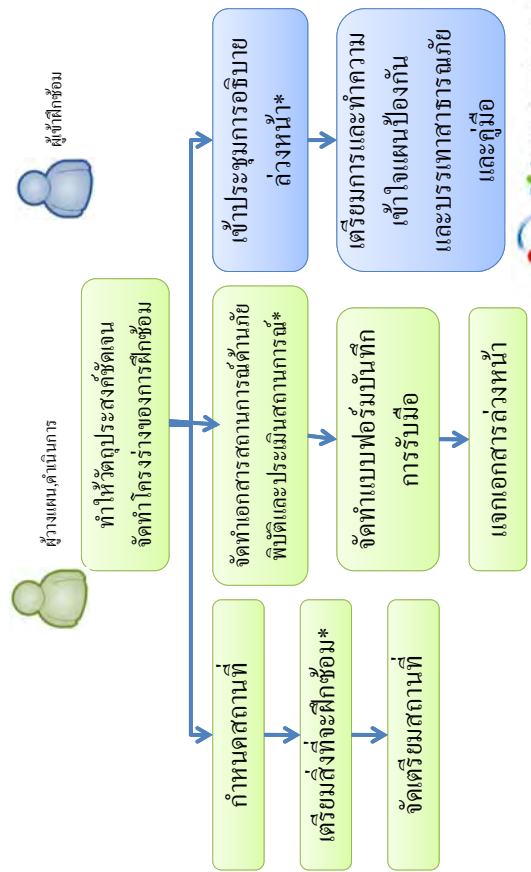 ผู้วางแผน,ดำเนินการ
ผู้เข้าฝึกซ้อม
ทำให้วัตถุประสงค์ชัดเจน
จัดทำโครงร่างของการฝึกซ้อม
กำหนดสถานที่
เตรียมสิ่งที่จะฝึกซ้อม*
จัดเตรียมสถานที่
จัดทำเอกสารสถานการณ์ด้านภัย
พิบัติและประเมินสถานการณ์*
จัดทำแบบฟอร์มบันทึก
การรับมือ
แจกเอกสารล่วงหน้า
เข้าประชุมการอธิบาย
ล่วงหน้า*
เตรียมการและทำความ
เข้าใจแผนป้องกัน
และบรรเทาสาธารณภัย
และคู่มือ